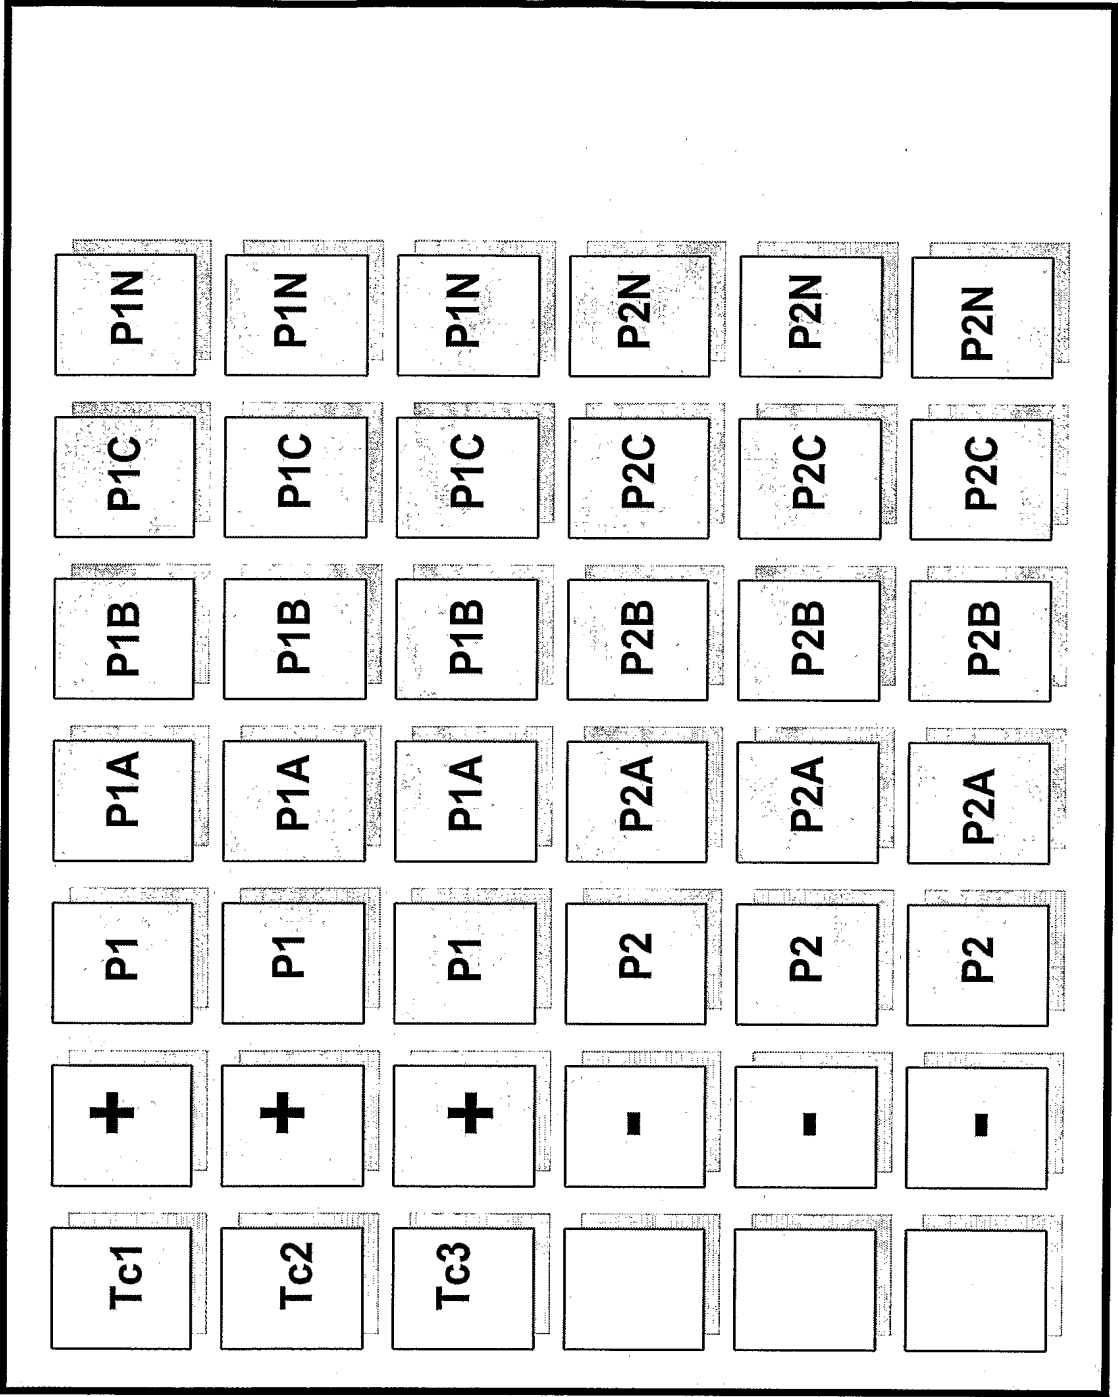 Tc1 + P1 P1A P1B P1C P1N
Tc2 + P1 P1A P1B P1C P1N
Tc3 + P1 P1A P1B P1C P1N
- P2 P2A P2B P2C P2N
- P2 P2A P2B P2C P2N
- P2 P2A P2B P2C P2N